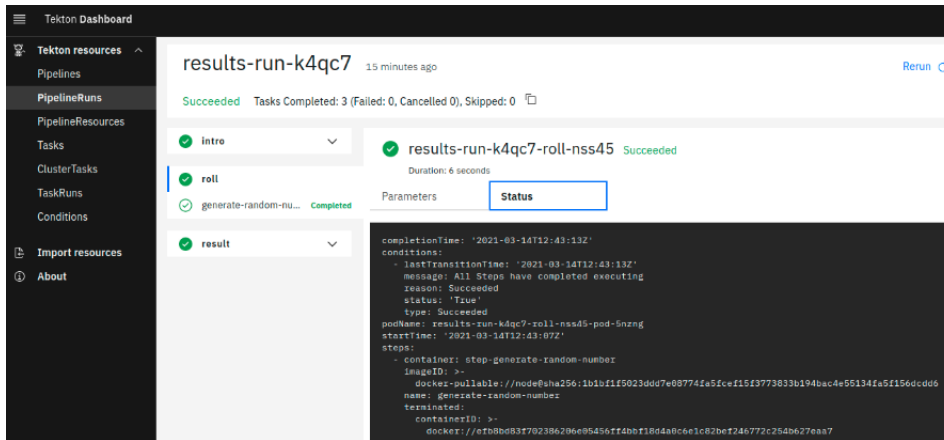 Tekton Dashboard
Tekton resources
Pipelines
PipelineRuns
PipelineResources
Tasks
ClusterTasks
TaskRuns
Conditions
Import resources
About
results-run-k4qc7 15 minutes ago
Rerun
Succeeded Tasks Completed: 3 (Failed: 0, Cancelled 0), Skipped: 0
intro
roll
generate-random-nu... Completed
result
results-run-k4qc7-roll-nss45 Succeeded
Duration: 6 seconds
Parameters Status
completionTime: '2021-03-14T12:43:13Z'
conditions:
- lastTransitionTime: '2021-03-14T12:43:13Z'
message: All Steps have completed executing
reason: Succeeded
status: 'True'
type: Succeeded
podName: results-run-k4qc7-roll-nss45-pod-5nzng
startTime: '2021-03-14T12:43:07Z'
steps:
- container: step-generate-random-number
imageID: >-
docker-pullable://node@sha256:1b1bf1f5023ddd7e08774fa5fcef15f3773833b194bac4e55134fa5f156dcdd6
name: generate-random-number
terminated:
containerID: >-
docker://efb8bd83f702386206e05456ff4bbf18d4a0c6e1c82bef246772c254b627eaa7